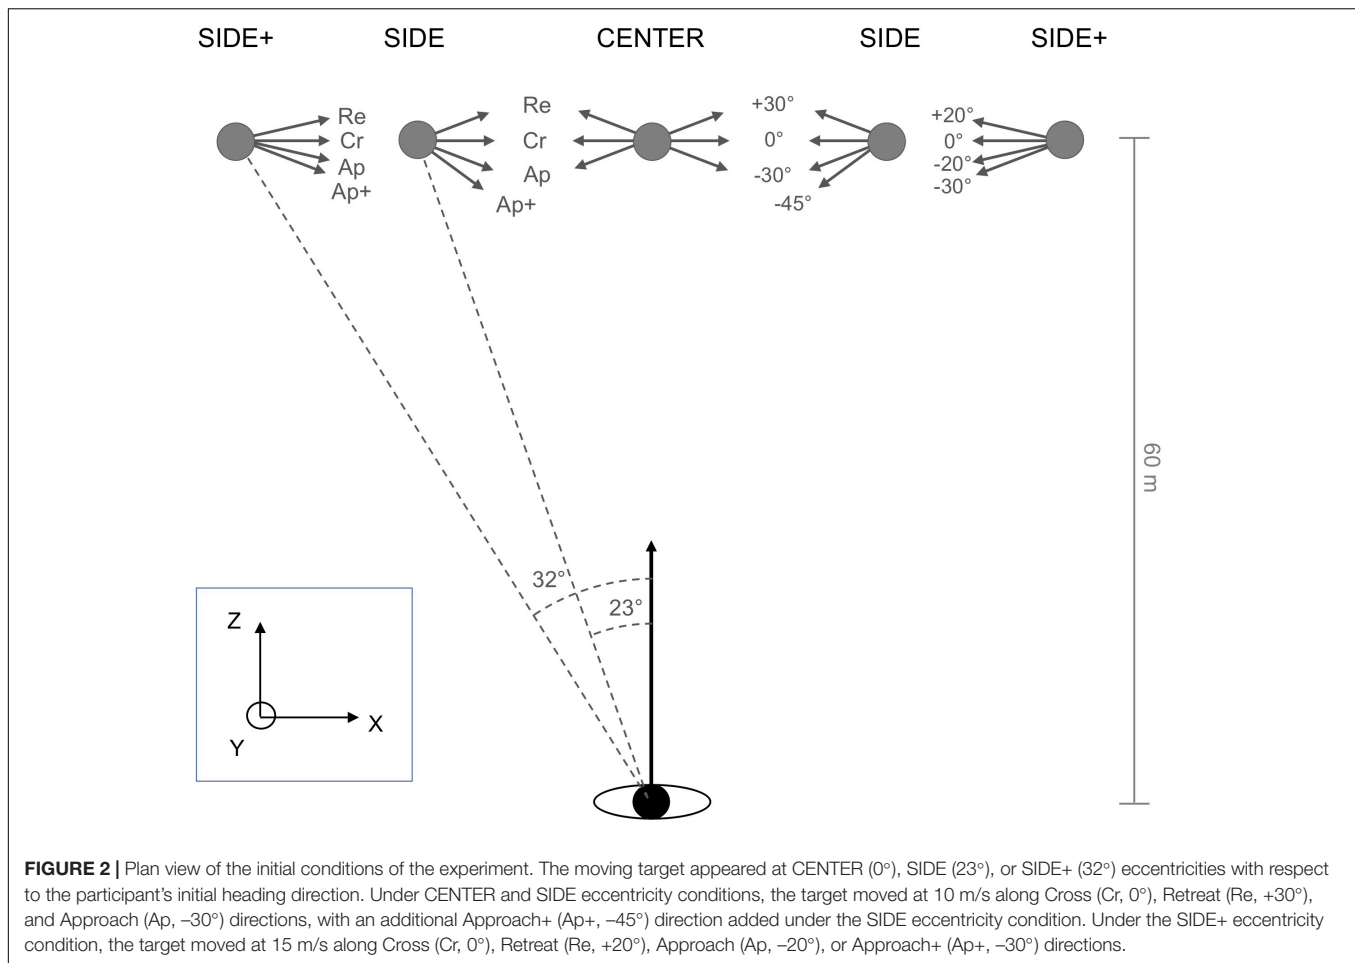 SIDE+ SIDE CENTER SIDE SIDE+
Re Re +30° +20°
Cr Cr 0° 0°
Ap Ap -30° -20°
Ap+ Ap+ -45° -30°
60 m
32°
23°
Z
X
Y
FIGURE 2 | Plan view of the initial conditions of the experiment. The moving target appeared at CENTER (0°), SIDE (23°), or SIDE+ (32°) eccentricities with respect
to the participant's initial heading direction. Under CENTER and SIDE eccentricity conditions, the target moved at 10 m/s along Cross (Cr, 0°), Retreat (Re, +30°),
and Approach (Ap, –30°) directions, with an additional Approach+ (Ap+, –45°) direction added under the SIDE eccentricity condition. Under the SIDE+ eccentricity
condition, the target moved at 15 m/s along Cross (Cr, 0°), Retreat (Re, +20°), Approach (Ap, –20°), or Approach+ (Ap+, –30°) directions.